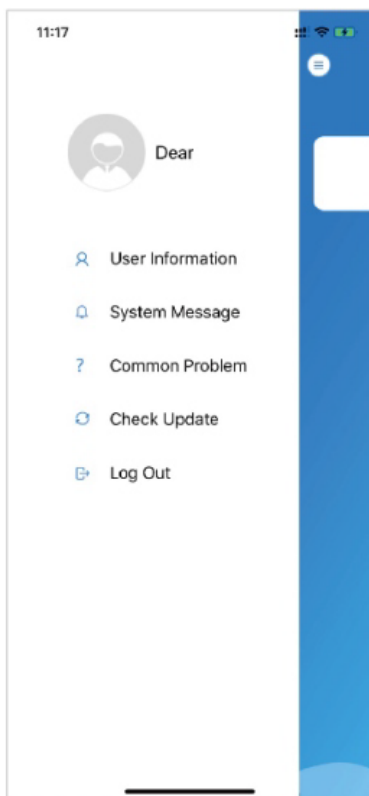 11:17
Dear
User Information
System Message
? Common Problem
Check Update
Log Out